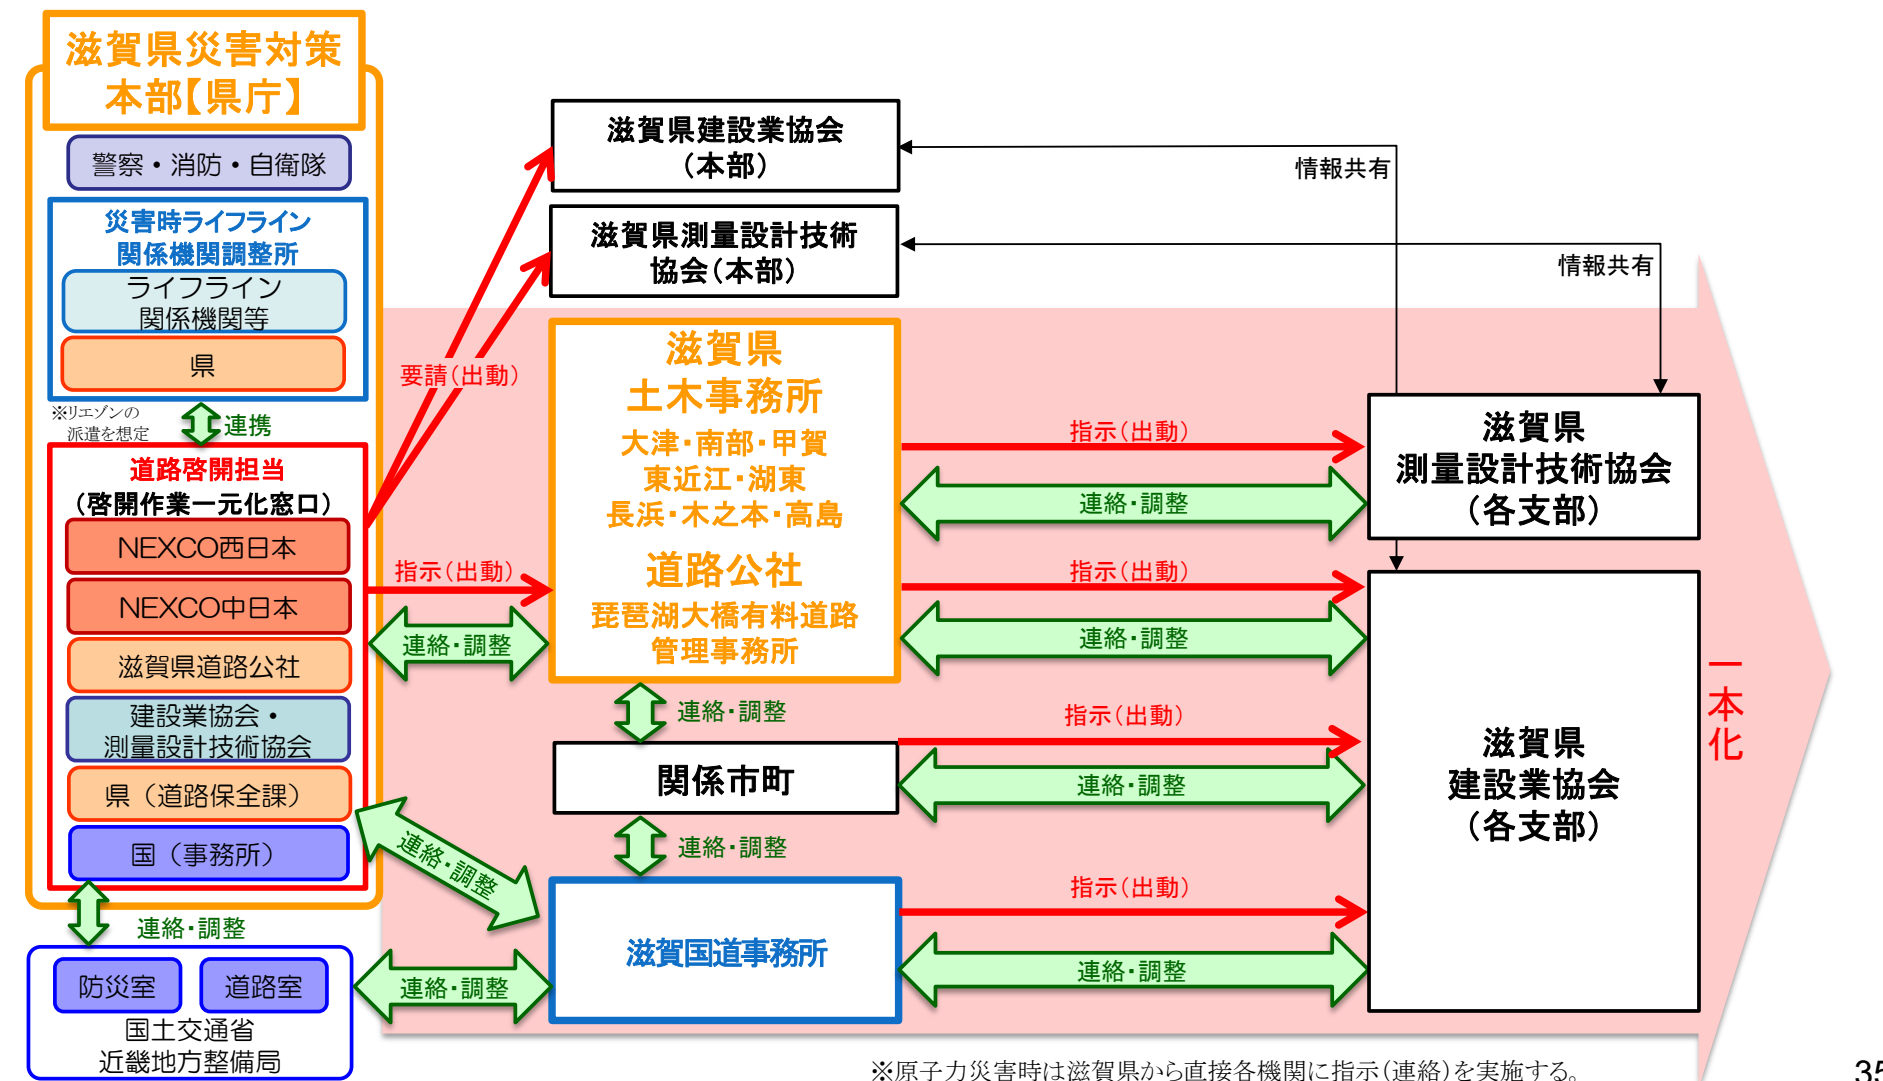 滋賀県災害対策
本部【県庁】
警察・消防・自衛隊
災害時ライフライン
関係機関調整所
ライフライン
関係機関等
県
※リエゾンの
派遣を想定
連携
道路啓開担当
（啓開作業一元化窓口）
NEXCO西日本
NEXCO中日本
滋賀県道路公社
建設業協会・
測量設計技術協会
県（道路保全課）
国（事務所）
連絡・調整
防災室
道路室
国土交通省
近畿地方整備局
要請（出動）
指示（出動）
連絡・調整
連絡・調整
連絡・調整
滋賀県建設業協会
（本部）
滋賀県測量設計技術
協会（本部）
滋賀県
土木事務所
大津・南部・甲賀
東近江・湖東
長浜・木之本・高島
道路公社
琵琶湖大橋有料道路
管理事務所
連絡・調整
関係市町
連絡・調整
滋賀国道事務所
情報共有
情報共有
指示（出動）
連絡・調整
指示（出動）
連絡・調整
指示（出動）
連絡・調整
指示（出動）
連絡・調整
滋賀県
測量設計技術協会
（各支部）
滋賀県
建設業協会
（各支部）
一本化
※原子力災害時は滋賀県から直接各機関に指示（連絡）を実施する。
35